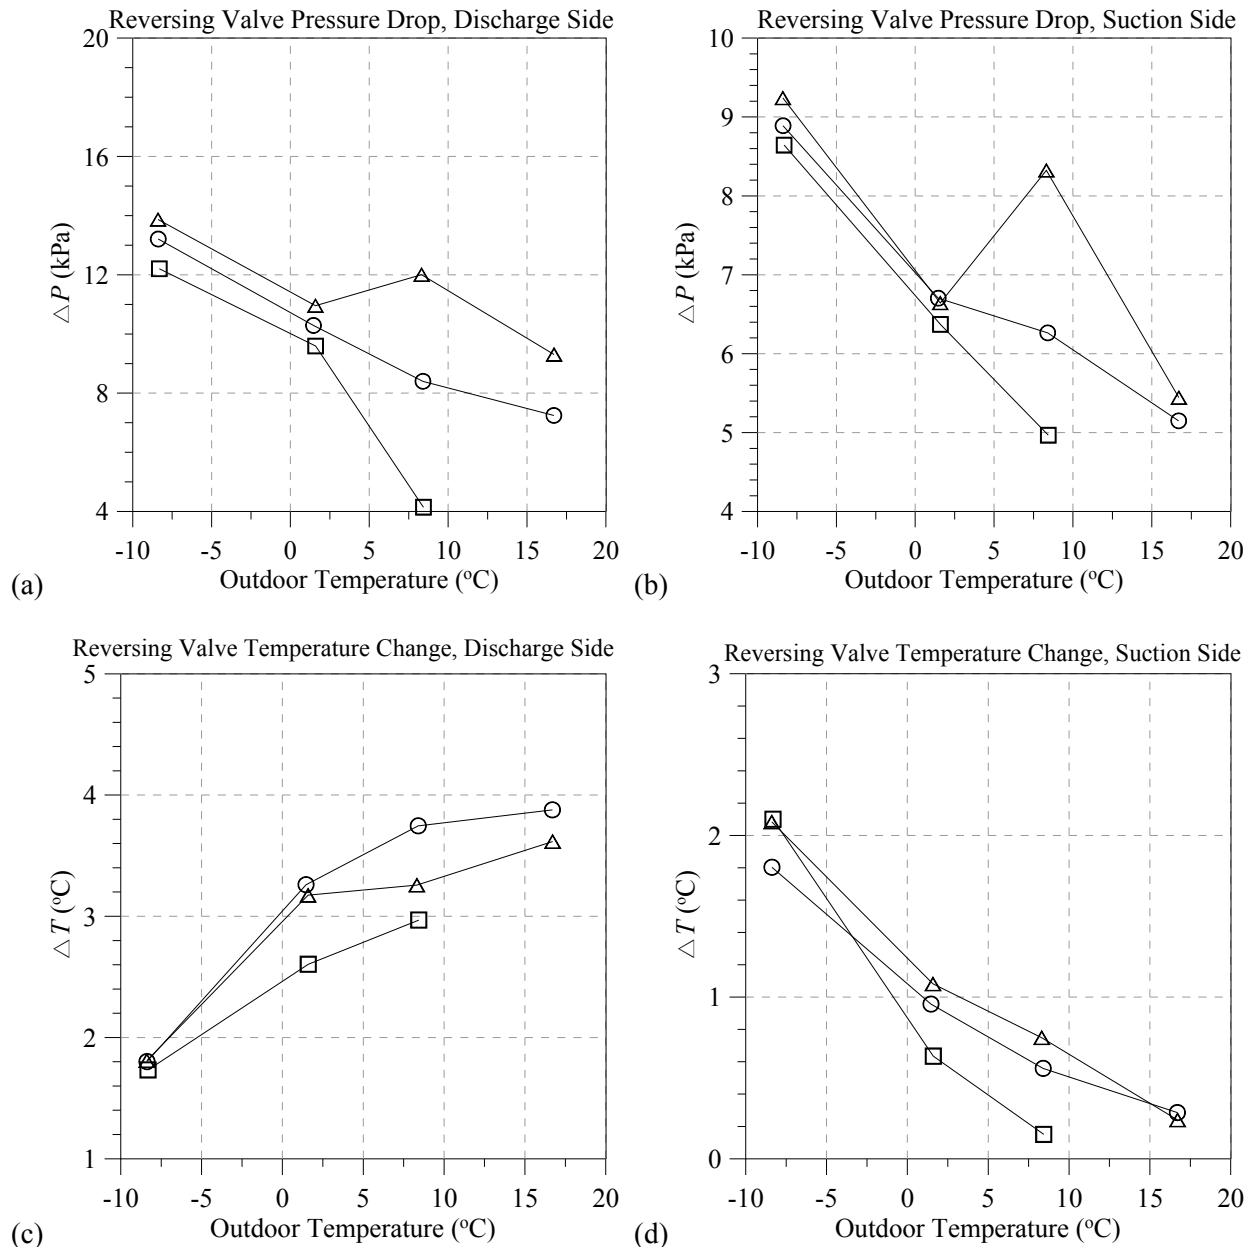 Reversing Valve Pressure Drop, Discharge Side
20
16
12
8
4
△P (kPa)
-10 -5 0 5 10 15 20
Outdoor Temperature (°C)
(a)
Reversing Valve Pressure Drop, Suction Side
10
9
8
7
6
5
4
△P (kPa)
-10 -5 0 5 10 15 20
Outdoor Temperature (°C)
(b)
Reversing Valve Temperature Change, Discharge Side
5
4
3
2
1
△T (°C)
-10 -5 0 5 10 15 20
Outdoor Temperature (°C)
(c)
Reversing Valve Temperature Change, Suction Side
3
2
1
0
△T (°C)
-10 -5 0 5 10 15 20
Outdoor Temperature (°C)
(d)